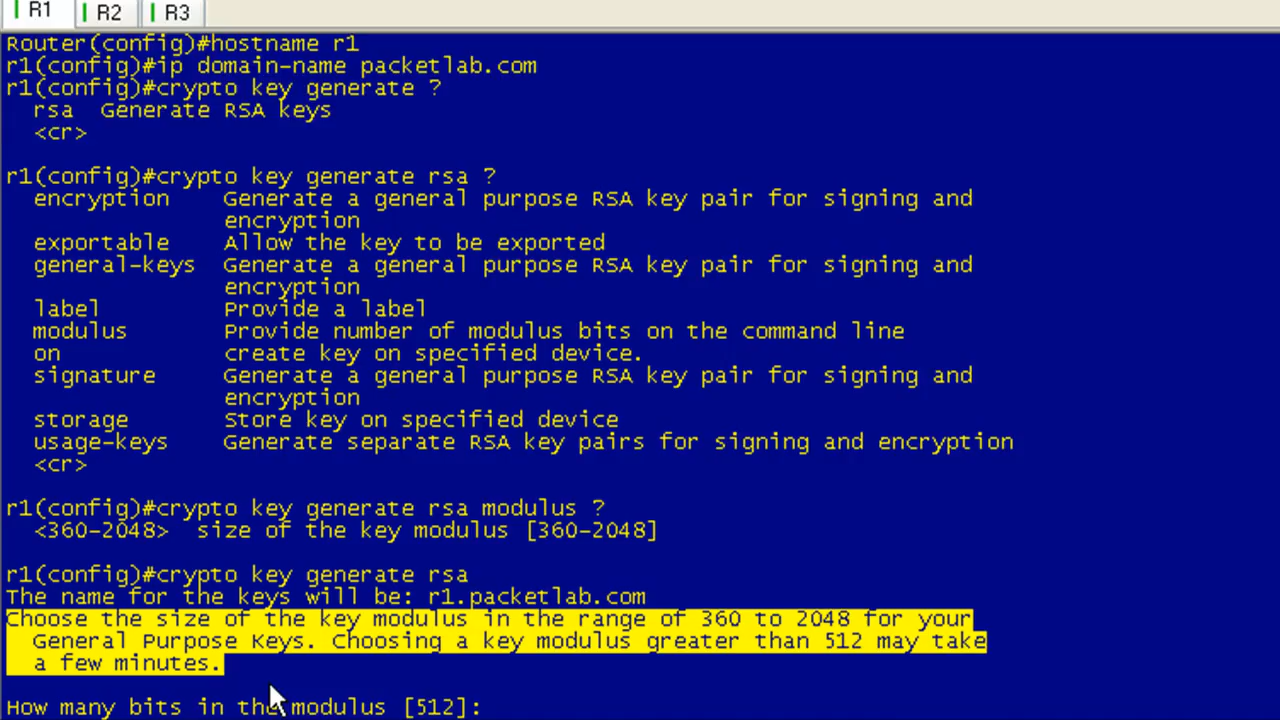 R1 R2 R3
Router(config)#hostname r1
r1(config)#ip domain-name packetlab.com
r1(config)#crypto key generate ?
rsa Generate RSA keys
<cr>
r1(config)#crypto key generate rsa ?
encryption Generate a general purpose RSA key pair for signing and
encryption
exportable Allow the key to be exported
general-keys Generate a general purpose RSA key pair for signing and
encryption
label Provide a label
modulus Provide number of modulus bits on the command line
on create key on specified device.
signature Generate a general purpose RSA key pair for signing and
encryption
storage Store key on specified device
usage-keys Generate separate RSA key pairs for signing and encryption
<cr>
r1(config)#crypto key generate rsa modulus ?
<360-2048> size of the key modulus [360-2048]
r1(config)#crypto key generate rsa
The name for the keys will be: r1.packetlab.com
Choose the size of the key modulus in the range of 360 to 2048 for your
General Purpose Keys. Choosing a key modulus greater than 512 may take
a few minutes.
How many bits in the modulus [512]: